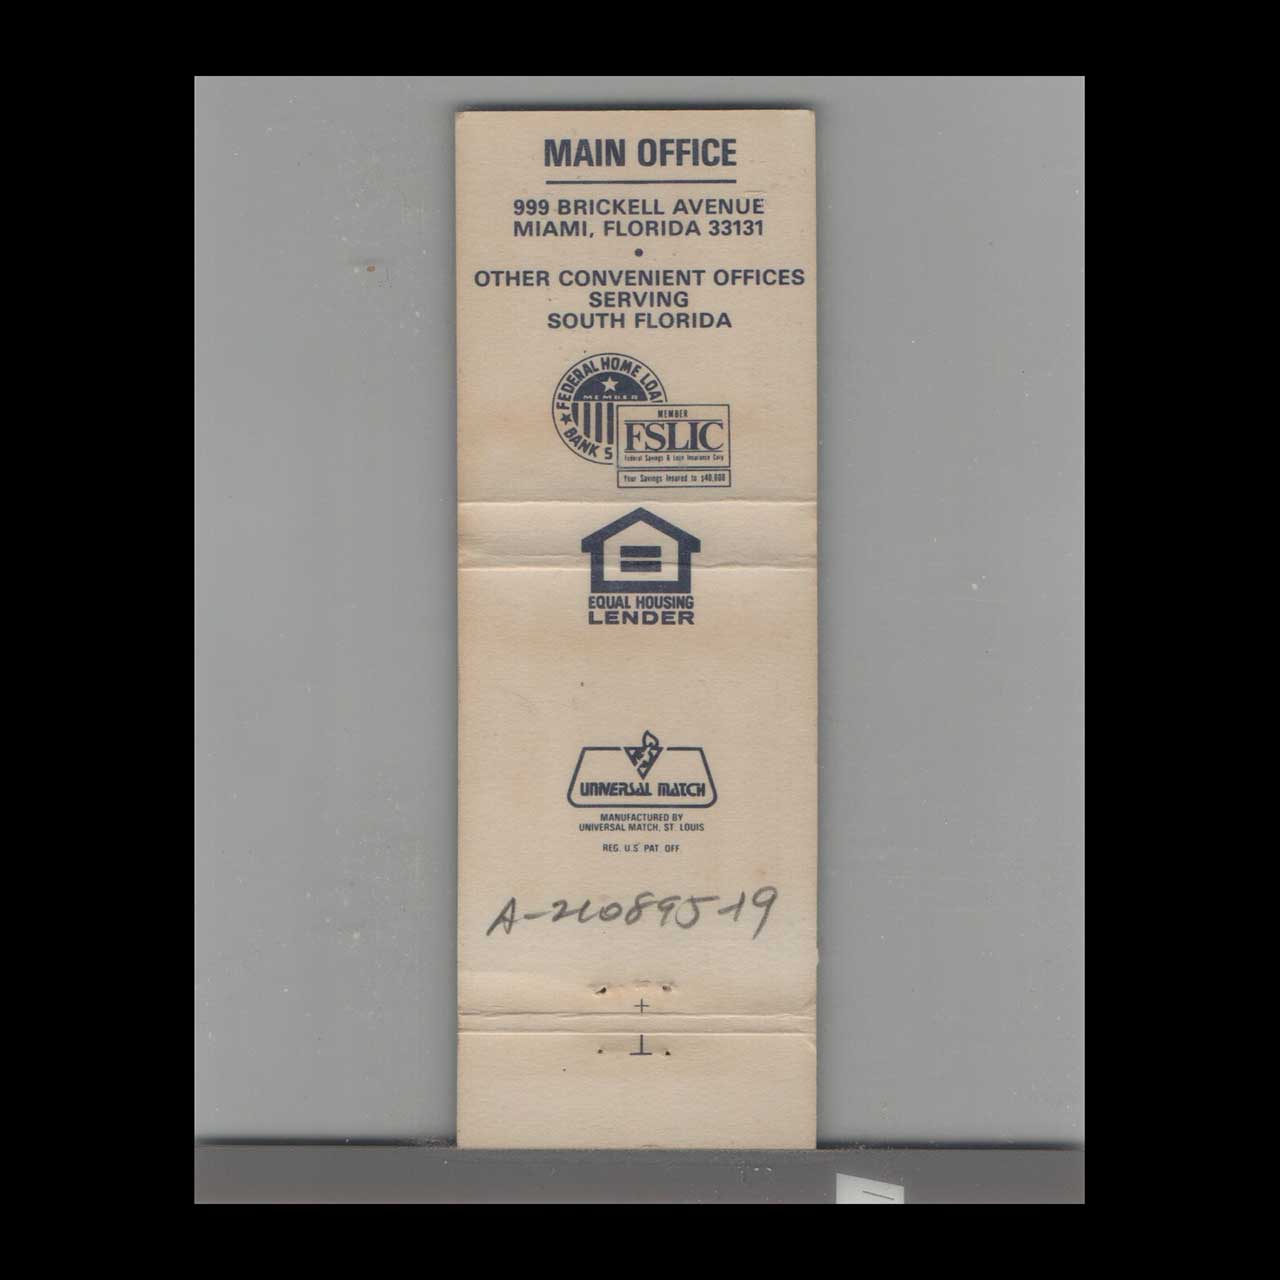 MAIN OFFICE
999 BRICKELL AVENUE
MIAMI, FLORIDA 33131
•
OTHER CONVENIENT OFFICES
SERVING
SOUTH FLORIDA
FEDERAL HOME LOAN
MEMBER
BANK S
MEMBER
FSLIC
Federal Savings & Loan Insurance Corp
Your Savings Insured to $40,000
EQUAL HOUSING
LENDER
UNIVERSAL MATCH
MANUFACTURED BY
UNIVERSAL MATCH, ST. LOUIS
REG. U.S. PAT. OFF.
A-210895-19